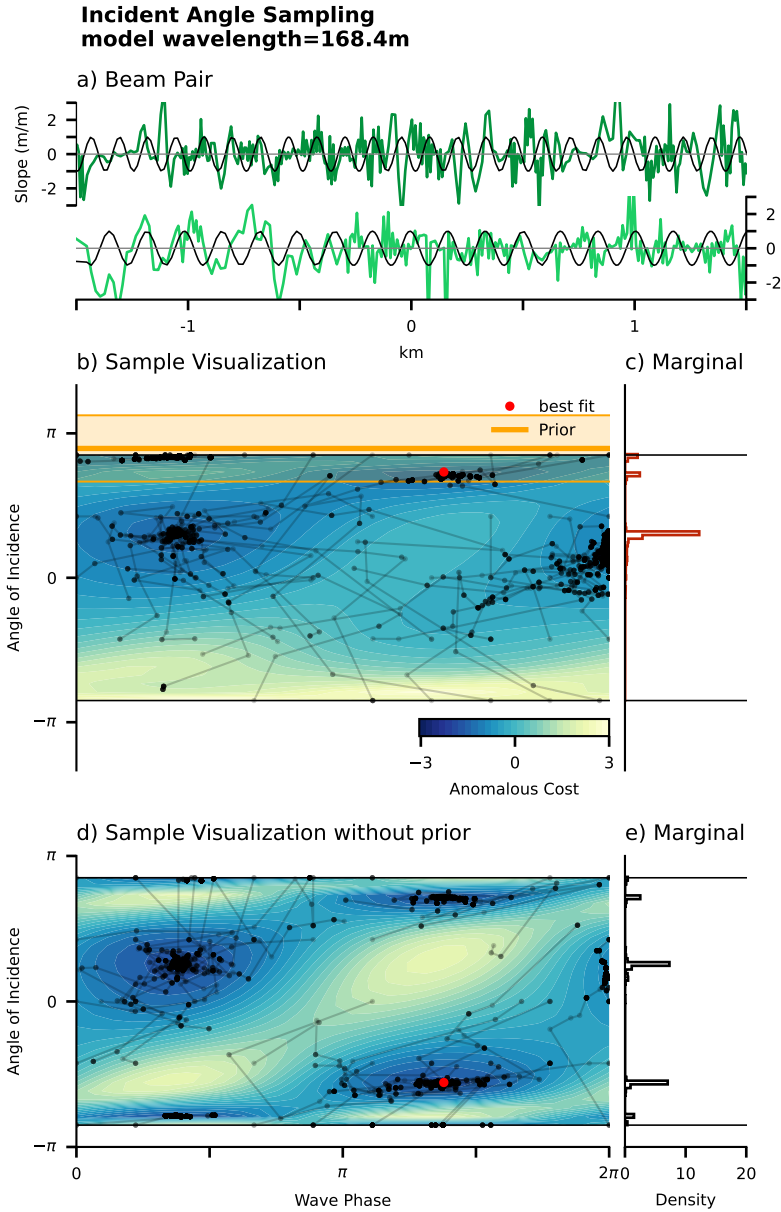 Incident Angle Sampling
model wavelength=168.4m
a) Beam Pair
Slope (m/m)
2
0
-2
2
0
-2
-1
0
1
km
b) Sample Visualization
c) Marginal
best fit
Prior
Angle of Incidence
π
0
−π
−3
0
3
Anomalous Cost
d) Sample Visualization without prior
e) Marginal
Angle of Incidence
π
0
−π
0
π
2π
Wave Phase
0
10
20
Density